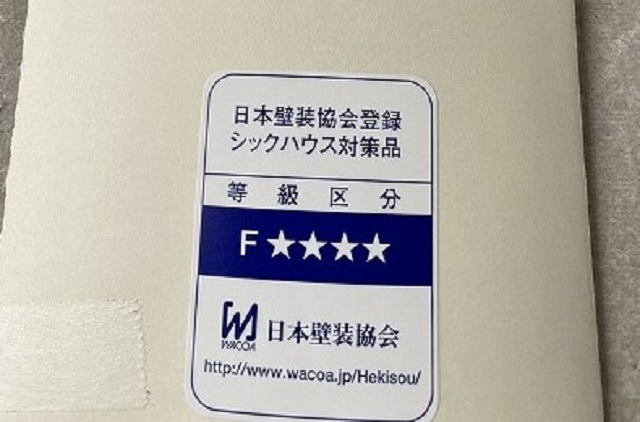 日本壁装協会登録
シックハウス対策品
等級区分
F★★★★
WACOA 日本壁装協会
http://www.wacoa.jp/Hekisou/